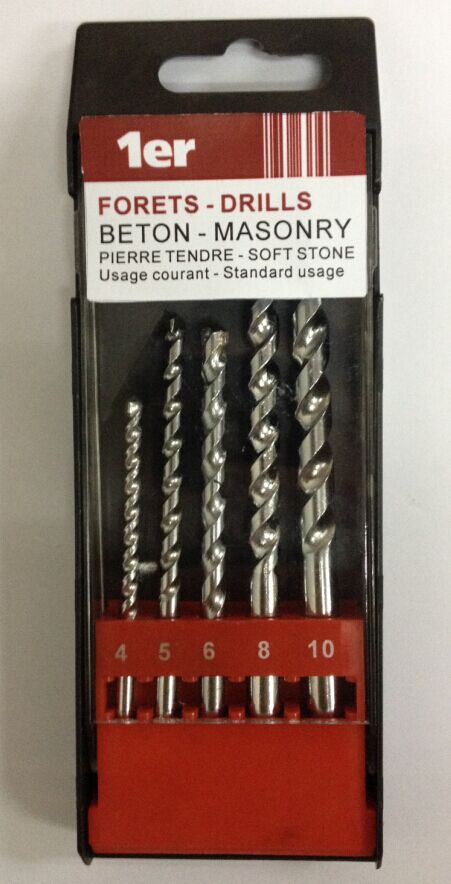 1er
FORETS - DRILLS
BETON - MASONRY
PIERRE TENDRE - SOFT STONE
Usage courant - Standard usage
4 5 6 8 10